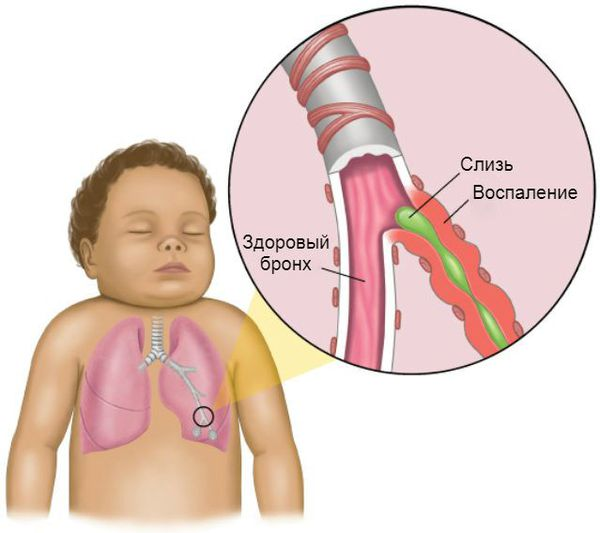 Слизь
Воспаление
Здоровый
бронх